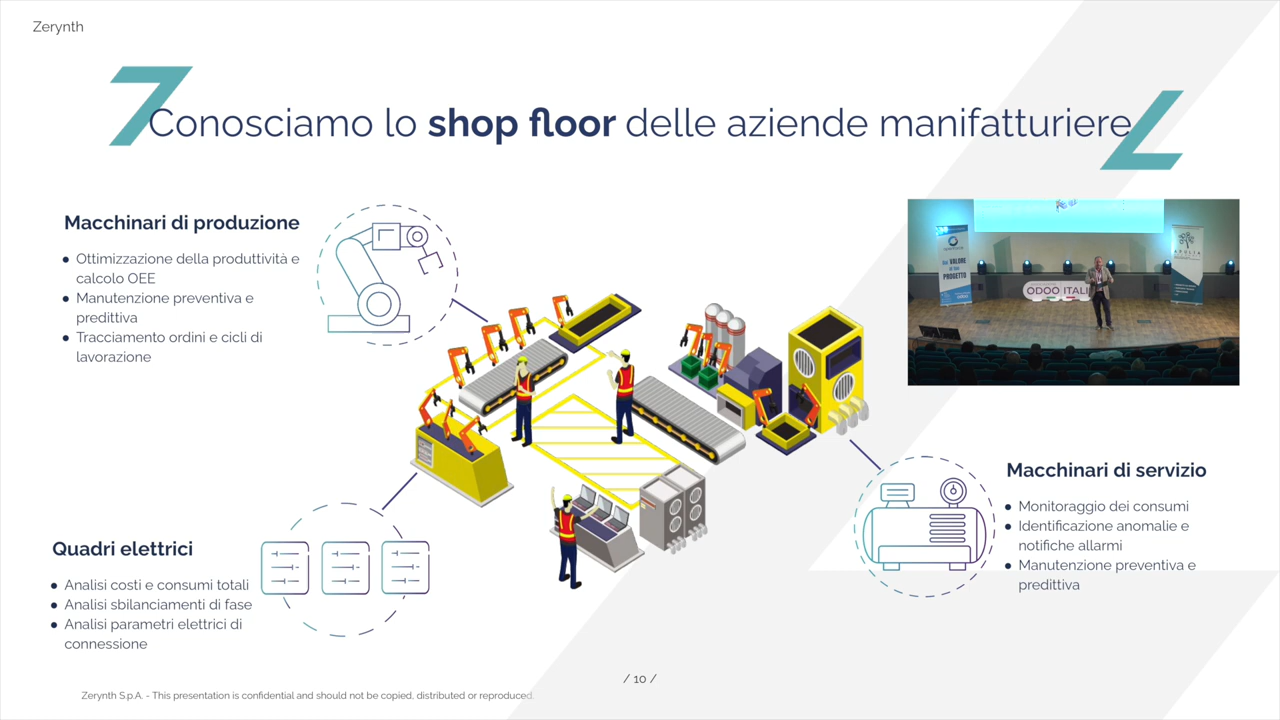 Zerynth
Conosciamo lo shop floor delle aziende manifatturiere
Macchinari di produzione
● Ottimizzazione della produttività e
calcolo OEE
● Manutenzione preventiva e
predittiva
● Tracciamento ordini e cicli di
lavorazione
VALORE
PROGETTO
ODOO ITALI
Macchinari di servizio
● Monitoraggio dei consumi
● Identificazione anomalie e
notifiche allarmi
● Manutenzione preventiva e
predittiva
Quadri elettrici
● Analisi costi e consumi totali
● Analisi sbilanciamenti di fase
● Analisi parametri elettrici di
connessione
/ 10 /
Zerynth S.p.A. - This presentation is confidential and should not be copied, distributed or reproduced.